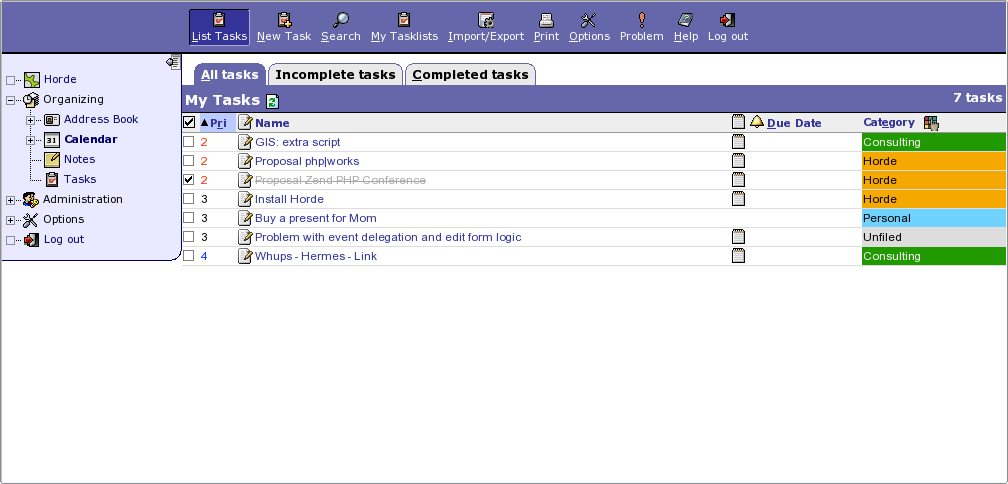 List Tasks New Task Search My Tasklists Import/Export Print Options Problem Help Log out
Horde
Organizing
Address Book
31 Calendar
Notes
Tasks
Administration
Options
Log out
All tasks Incomplete tasks Completed tasks
My Tasks 7 tasks
Pri Name Due Date Category
2 GIS: extra script Consulting
2 Proposal php|works Horde
2 Proposal Zend PHP Conference Horde
3 Install Horde Horde
3 Buy a present for Mom Personal
3 Problem with event delegation and edit form logic Unfiled
4 Whups - Hermes - Link Consulting